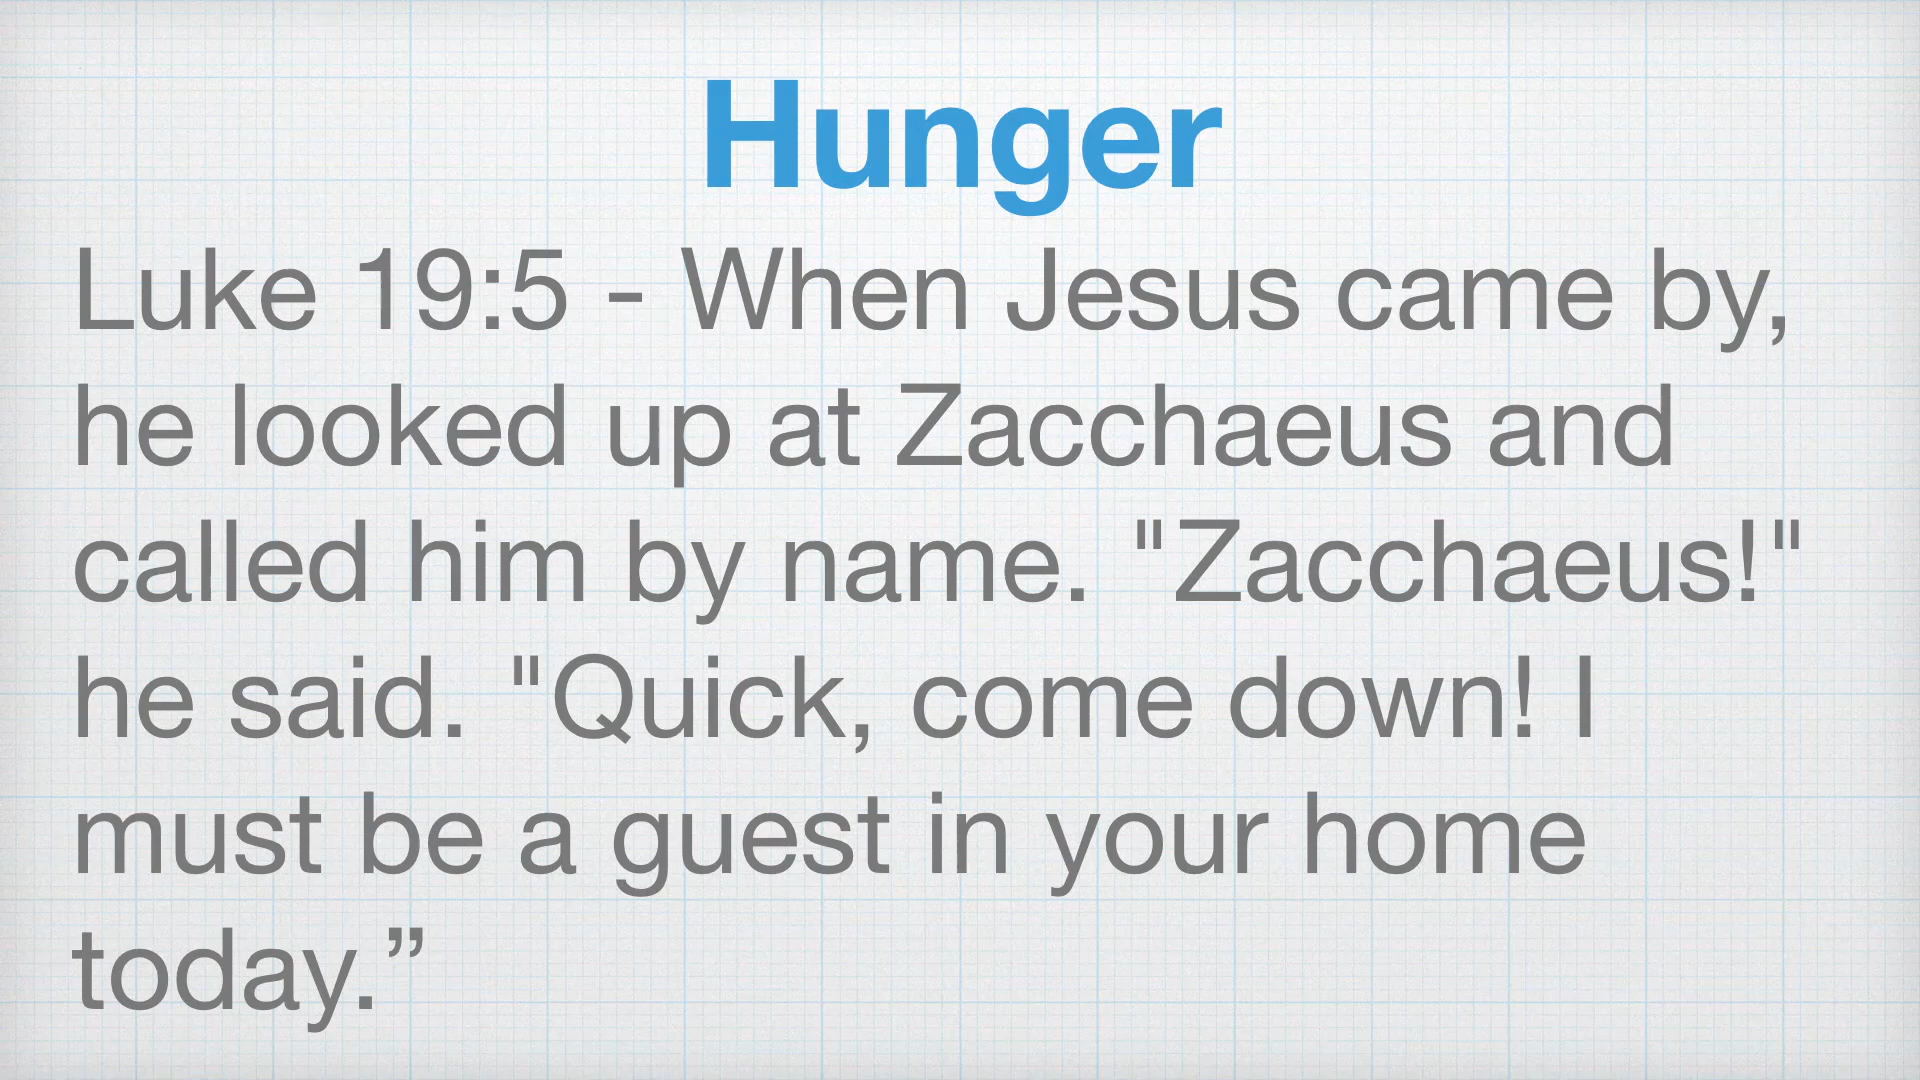 Hunger
Luke 19:5 - When Jesus came by,
he looked up at Zacchaeus and
called him by name. "Zacchaeus!"
he said. "Quick, come down! I
must be a guest in your home
today.”